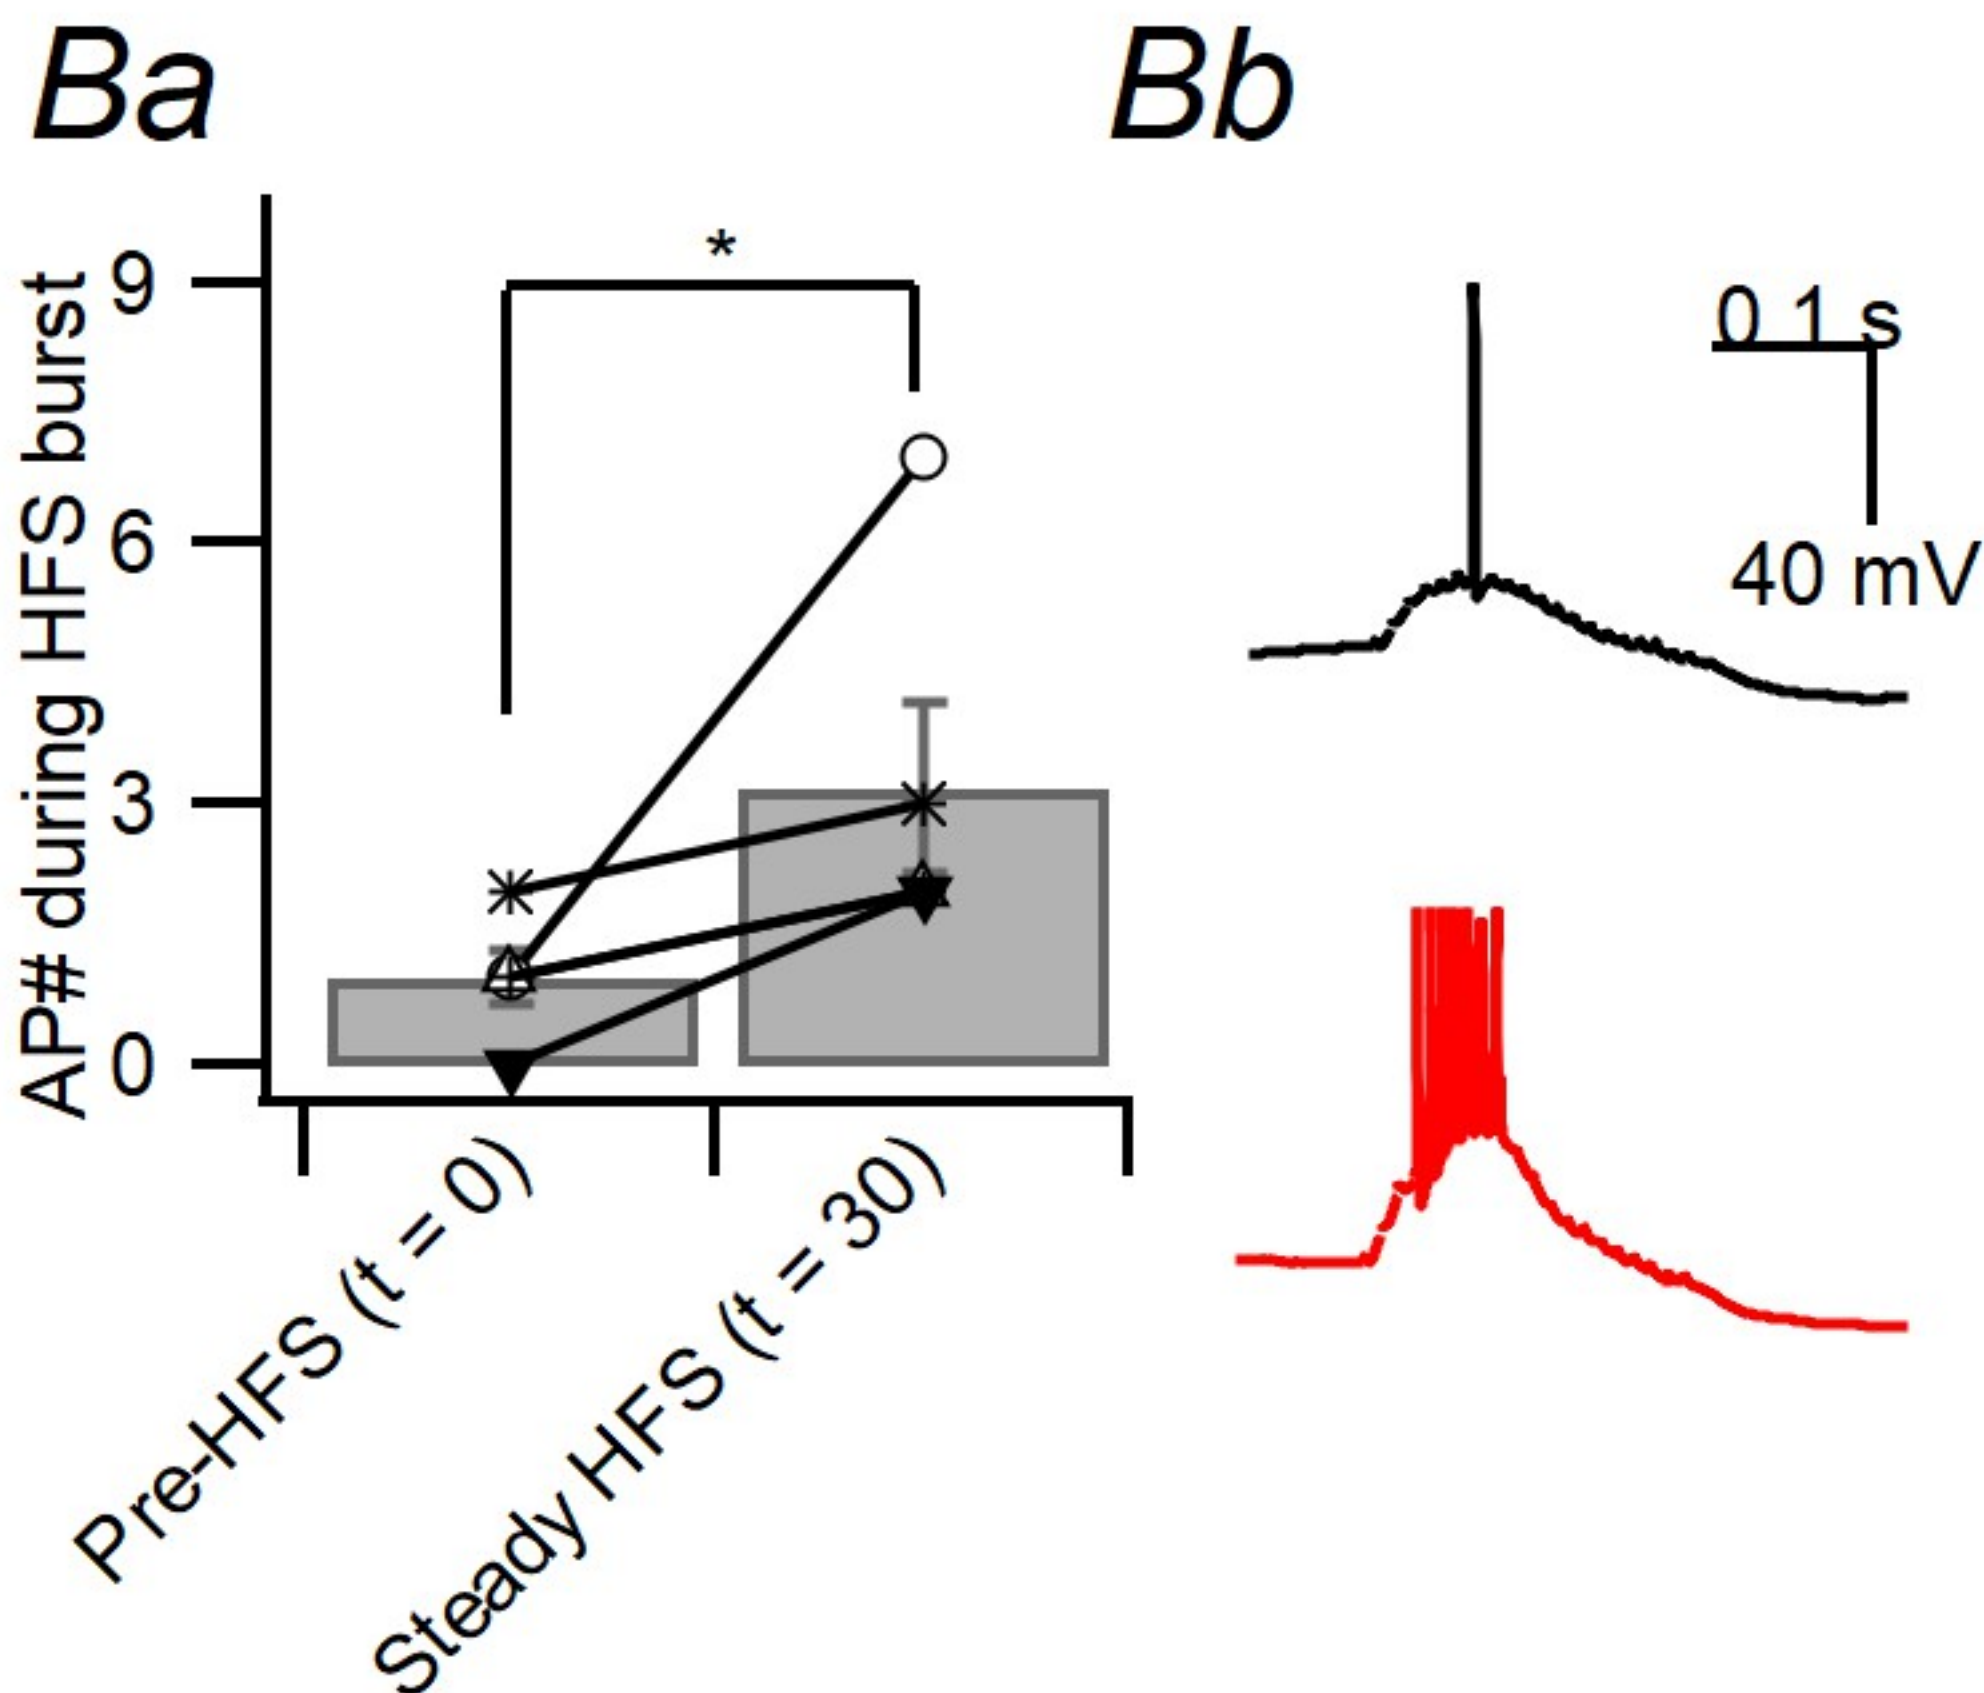 Ba
Bb
AP# during HFS burst
9
6
3
0
*
Pre-HFS (t = 0)
Steady HFS (t = 30)
0 1 s
40 mV